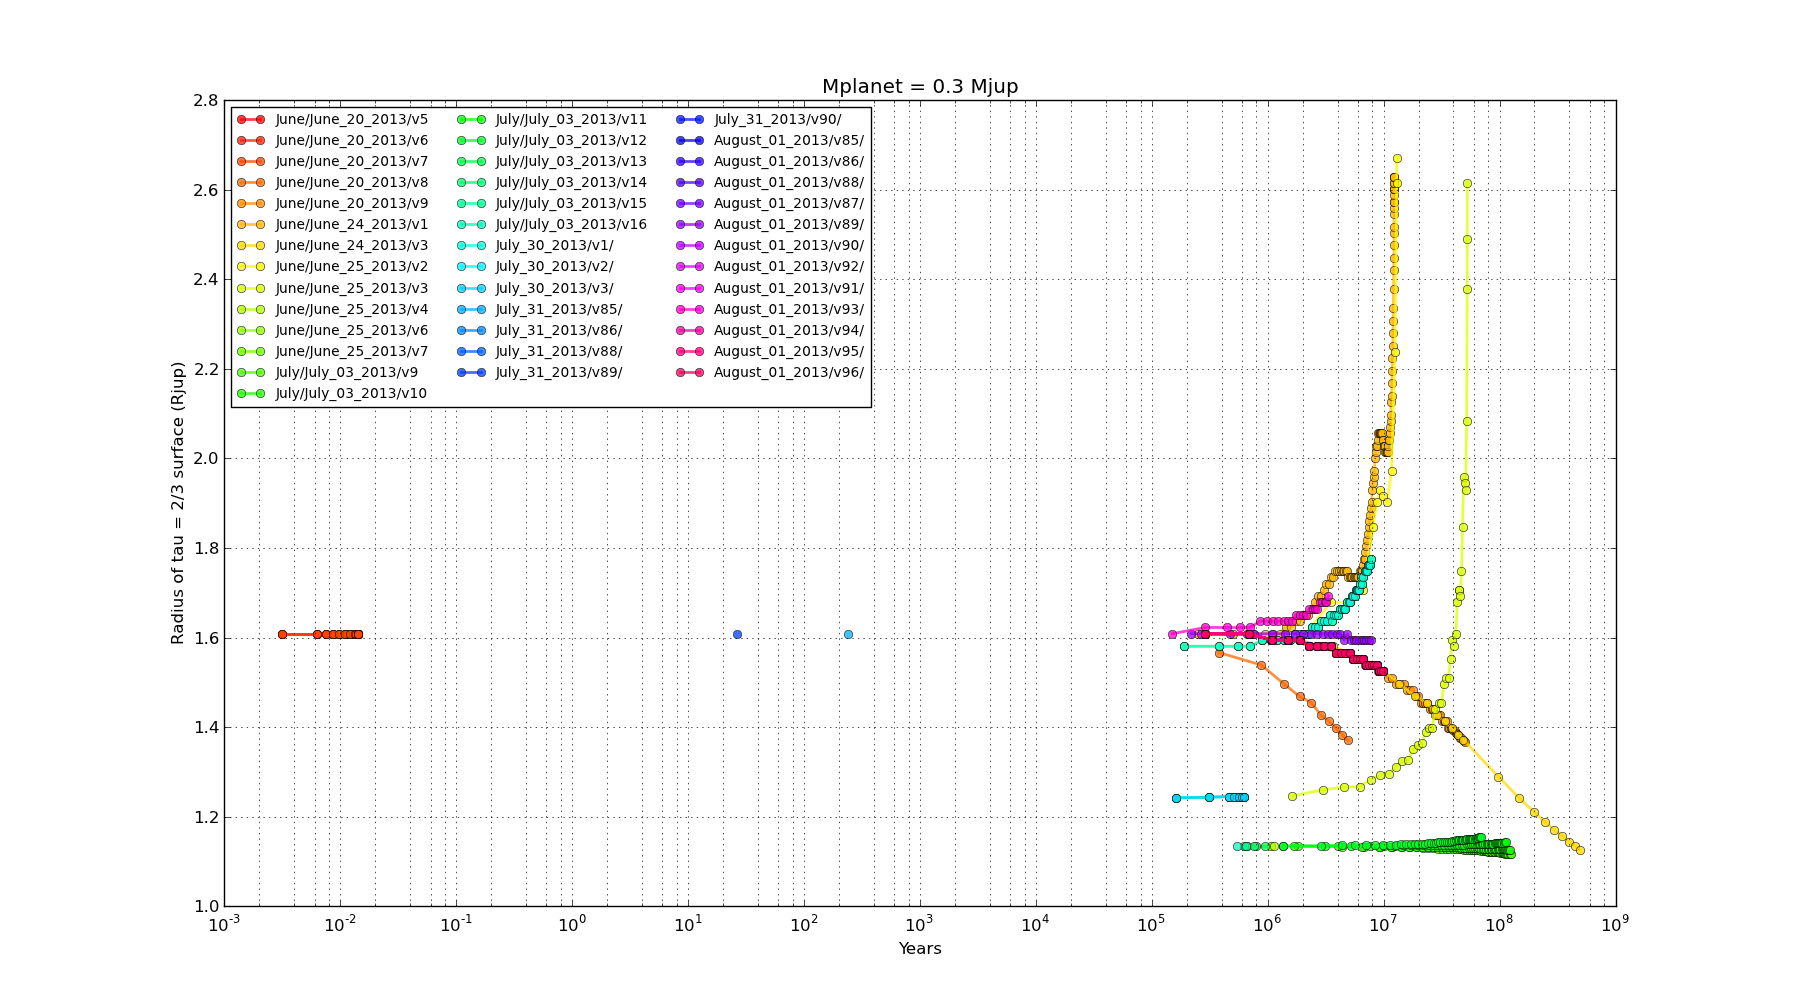 Mplanet = 0.3 Mjup
2.8
2.6
2.4
2.2
2.0
1.8
1.6
1.4
1.2
1.0
Radius of tau = 2/3 surface (Rjup)
June/June_20_2013/v5
June/June_20_2013/v6
June/June_20_2013/v7
June/June_20_2013/v8
June/June_20_2013/v9
June/June_24_2013/v1
June/June_24_2013/v3
June/June_25_2013/v2
June/June_25_2013/v3
June/June_25_2013/v4
June/June_25_2013/v6
June/June_25_2013/v7
July/July_03_2013/v9
July/July_03_2013/v10
July/July_03_2013/v11
July/July_03_2013/v12
July/July_03_2013/v13
July/July_03_2013/v14
July/July_03_2013/v15
July/July_03_2013/v16
July_30_2013/v1/
July_30_2013/v2/
July_30_2013/v3/
July_31_2013/v85/
July_31_2013/v86/
July_31_2013/v88/
July_31_2013/v89/
July_31_2013/v90/
August_01_2013/v85/
August_01_2013/v86/
August_01_2013/v88/
August_01_2013/v87/
August_01_2013/v89/
August_01_2013/v90/
August_01_2013/v92/
August_01_2013/v91/
August_01_2013/v93/
August_01_2013/v94/
August_01_2013/v95/
August_01_2013/v96/
10⁻³ 10⁻² 10⁻¹ 10⁰ 10¹ 10² 10³ 10⁴ 10⁵ 10⁶ 10⁷ 10⁸ 10⁹
Years